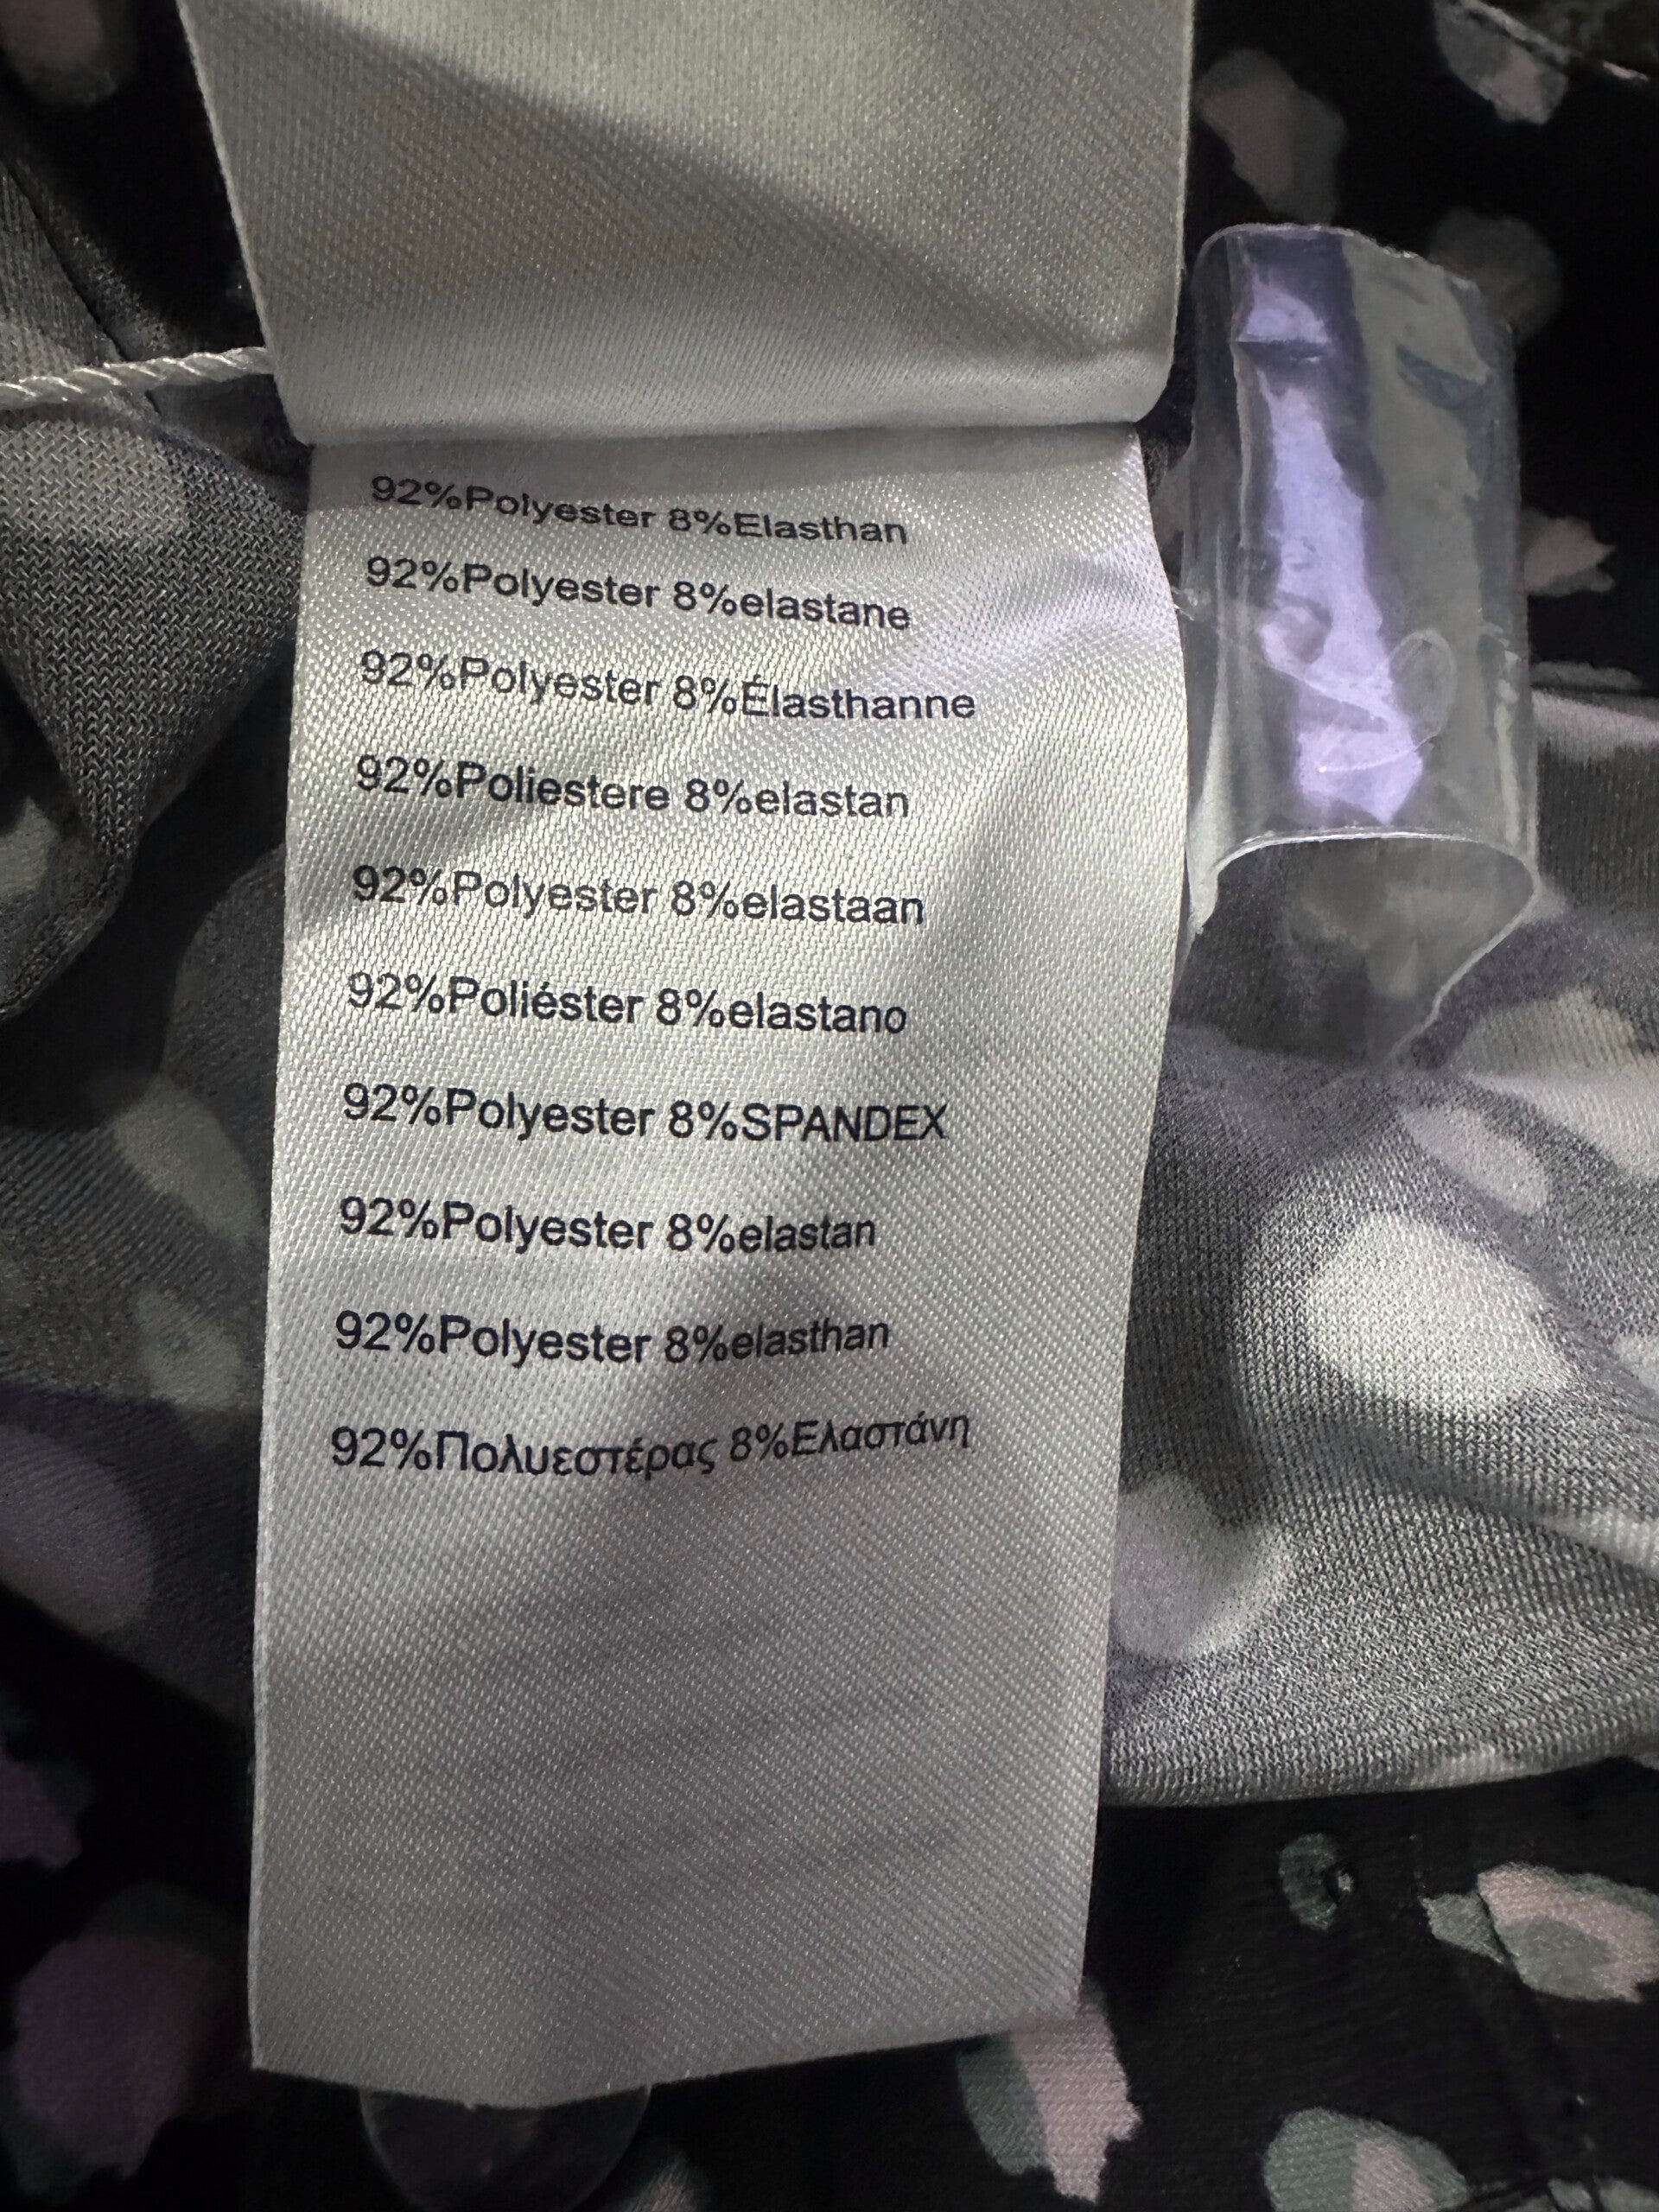 92%Polyester 8%Elasthan
92%Polyester 8%elastane
92%Polyester 8%Élasthanne
92%Poliestere 8%elastan
92%Polyester 8%elastaan
92%Poliéster 8%elastano
92%Polyester 8%SPANDEX
92%Polyester 8%elastan
92%Polyester 8%elasthan
92%Πολυεστέρας 8%Ελαστάνη